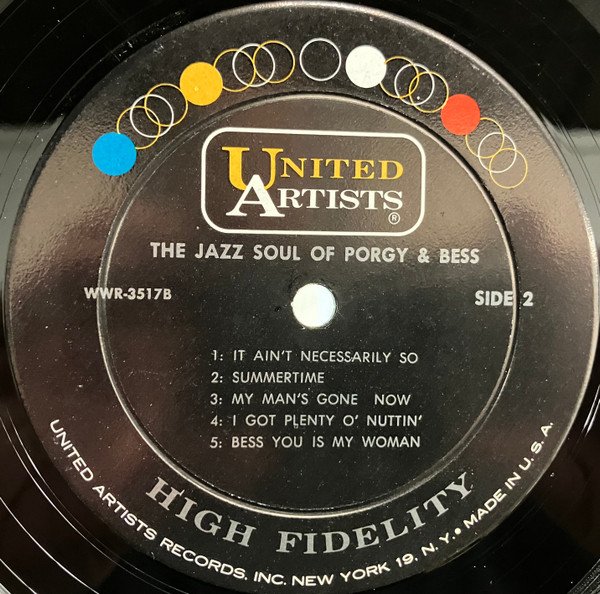 UNITED
ARTISTS
®
THE JAZZ SOUL OF PORGY & BESS
WWR-3517B
SIDE 2
1: IT AIN'T NECESSARILY SO
2: SUMMERTIME
3: MY MAN'S GONE NOW
4: I GOT PLENTY O' NUTTIN'
5: BESS YOU IS MY WOMAN
HIGH FIDELITY
UNITED ARTISTS RECORDS, INC. NEW YORK 19, N. Y. • MADE IN U. S. A.